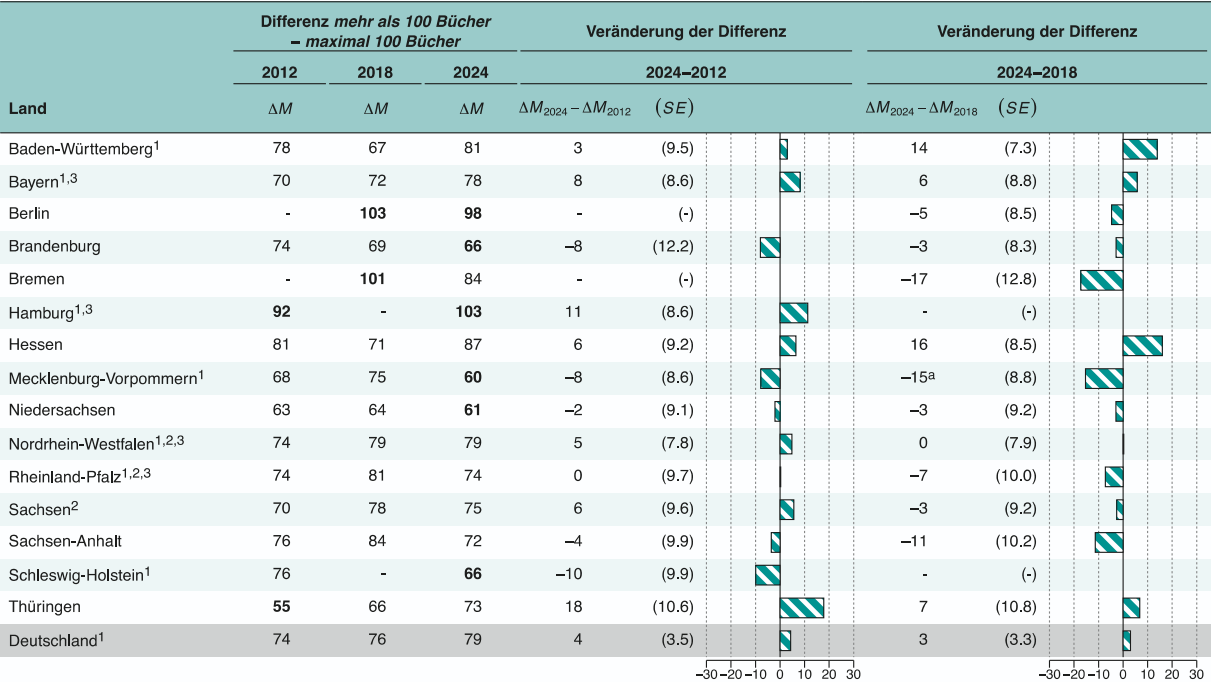 Differenz mehr als 100 Bücher – maximal 100 Bücher | Veränderung der Differenz | Veränderung der Differenz
2012 2018 2024 | 2024–2012 | 2024–2018
Land ΔM ΔM ΔM ΔM2024 – ΔM2012 (SE) ΔM2024 – ΔM2018 (SE)
Baden-Württemberg1 78 67 81 3 (9.5) 14 (7.3)
Bayern1,3 70 72 78 8 (8.6) 6 (8.8)
Berlin - 103 98 - (-) –5 (8.5)
Brandenburg 74 69 66 –8 (12.2) –3 (8.3)
Bremen - 101 84 - (-) –17 (12.8)
Hamburg1,3 92 - 103 11 (8.6) - (-)
Hessen 81 71 87 6 (9.2) 16 (8.5)
Mecklenburg-Vorpommern1 68 75 60 –8 (8.6) –15a (8.8)
Niedersachsen 63 64 61 –2 (9.1) –3 (9.2)
Nordrhein-Westfalen1,2,3 74 79 79 5 (7.8) 0 (7.9)
Rheinland-Pfalz1,2,3 74 81 74 0 (9.7) –7 (10.0)
Sachsen2 70 78 75 6 (9.6) –3 (9.2)
Sachsen-Anhalt 76 84 72 –4 (9.9) –11 (10.2)
Schleswig-Holstein1 76 - 66 –10 (9.9) - (-)
Thüringen 55 66 73 18 (10.6) 7 (10.8)
Deutschland1 74 76 79 4 (3.5) 3 (3.3)
–30 –20 –10 0 10 20 30 –30 –20 –10 0 10 20 30